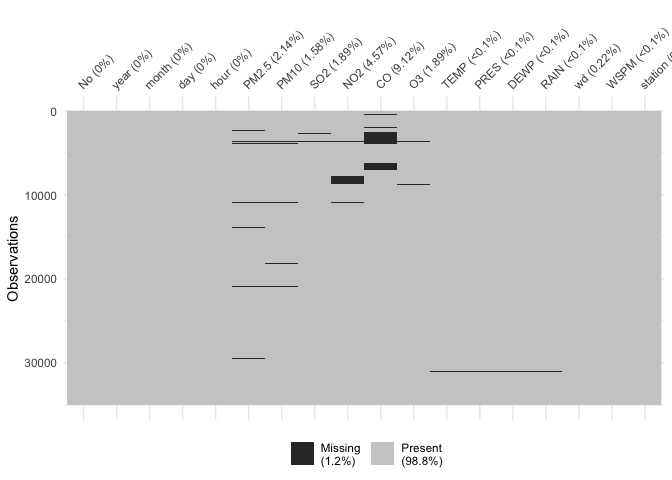 No (0%)
year (0%)
month (0%)
day (0%)
hour (0%)
PM2.5 (2.14%)
PM10 (1.58%)
SO2 (1.89%)
NO2 (4.57%)
CO (9.12%)
O3 (1.89%)
TEMP (<0.1%)
PRES (<0.1%)
DEWP (<0.1%)
RAIN (<0.1%)
wd (0.22%)
WSPM (<0.1%)
station
0
10000
20000
30000
Observations
Missing
(1.2%)
Present
(98.8%)